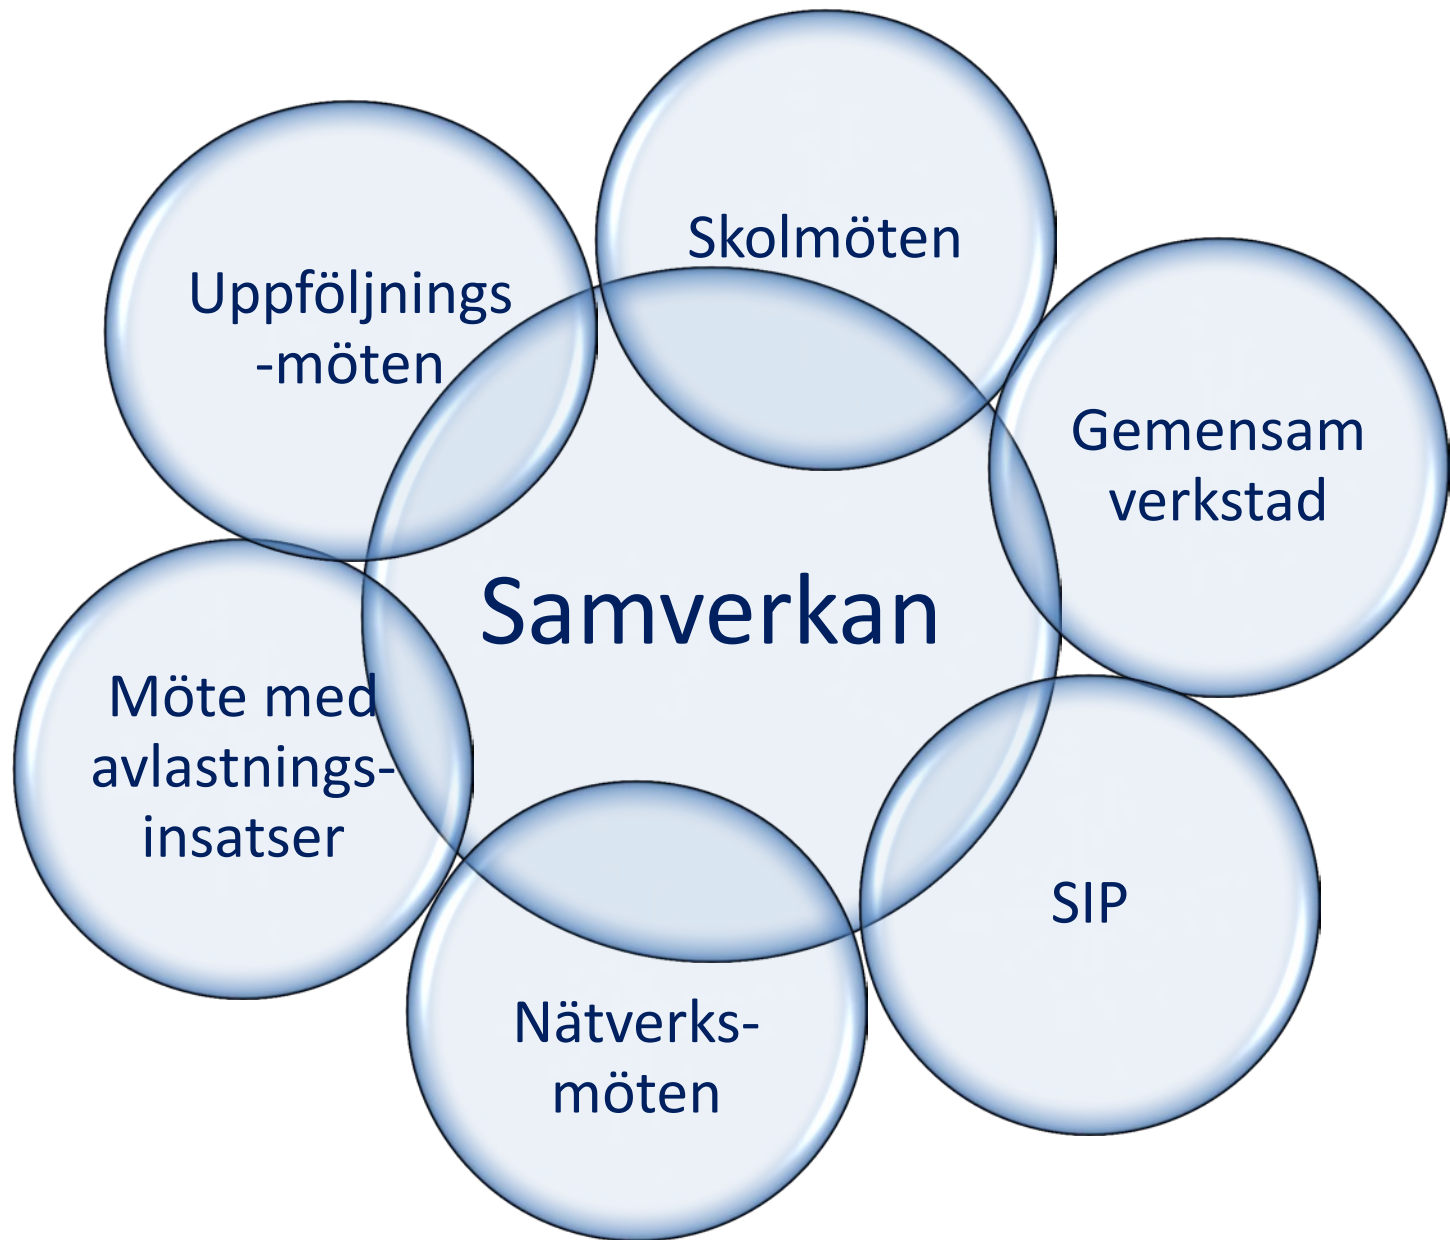 Skolmöten
Uppföljnings
-möten
Gemensam
verkstad
Samverkan
Möte med
avlastnings-
insatser
SIP
Nätverks-
möten